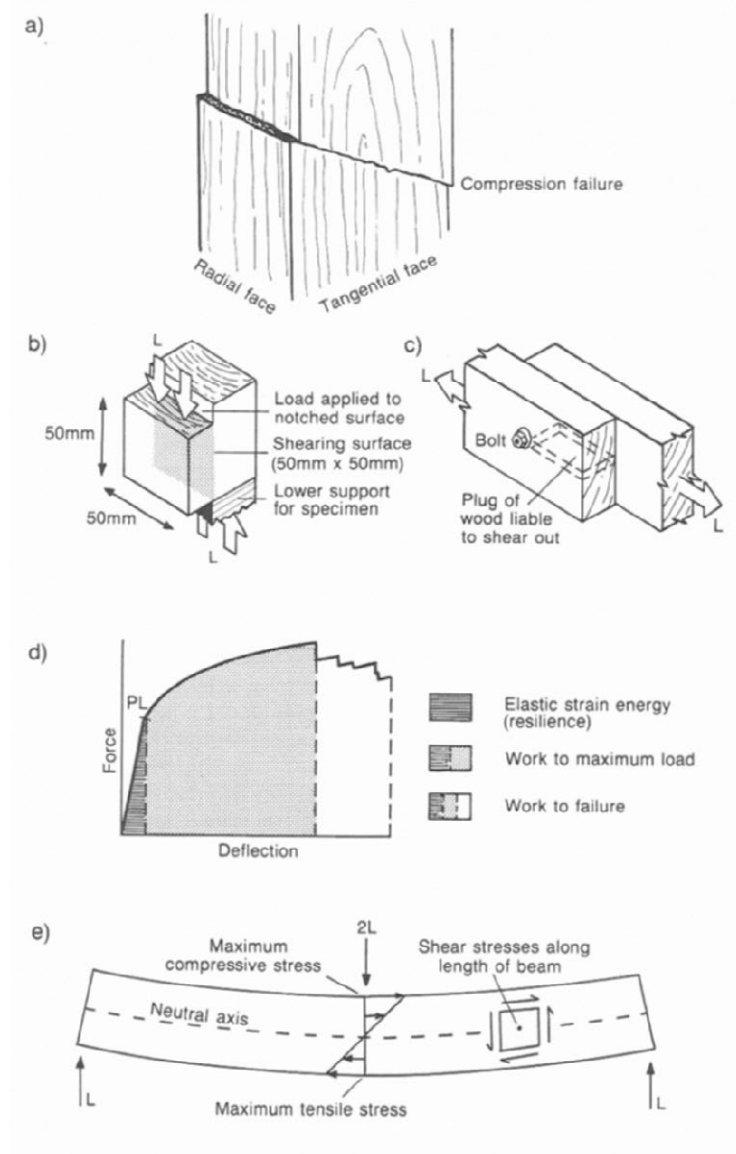 a)
Compression failure
Radial face
Tangential face
b)
L
Load applied to
notched surface
50mm
Shearing surface
(50mm x 50mm)
Lower support
for specimen
50mm
L
c)
L
Bolt
Plug of
wood liable
to shear out
L
d)
PL
Force
Deflection
Elastic strain energy
(resilience)
Work to maximum load
Work to failure
e)
2L
Maximum
compressive stress
Shear stresses along
length of beam
Neutral axis
L
L
Maximum tensile stress